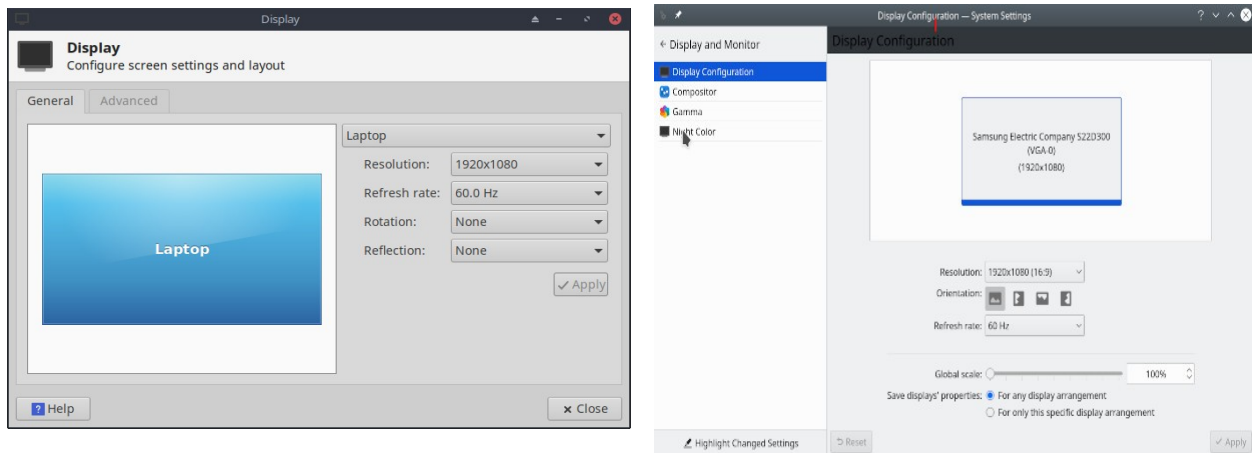 Display
Display
Configure screen settings and layout
General
Advanced
Laptop
Laptop
Resolution: 1920x1080
Refresh rate: 60.0 Hz
Rotation: None
Reflection: None
Apply
? Help
Close
Display Configuration — System Settings
Display and Monitor
Display Configuration
Compositor
Gamma
Night Color
Highlight Changed Settings
Display Configuration
Samsung Electric Company S22D300
(VGA-0)
(1920x1080)
Resolution: 1920x1080 (16:9)
Orientation:
Refresh rate: 60 Hz
Global scale: 100%
Save displays' properties: For any display arrangement
For only this specific display arrangement
Reset
Apply